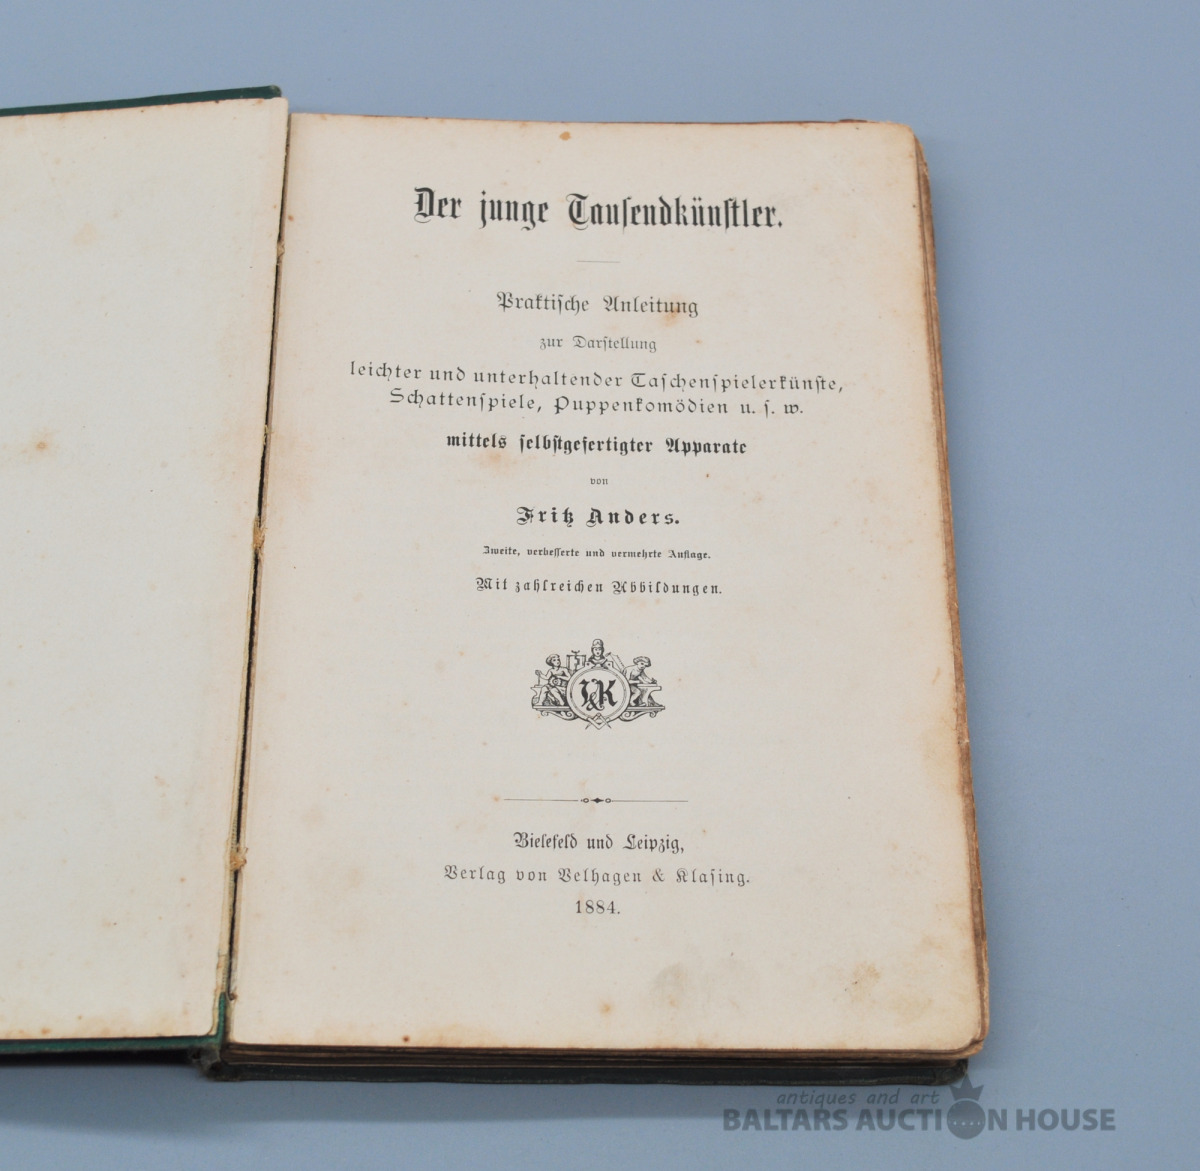 Der junge Tausendkünstler.
Praktische Anleitung
zur Darstellung
leichter und unterhaltender Taschenspielerkünste,
Schattenspiele, Puppenkomödien u. s. w.
mittels selbstgefertigter Apparate
von
Fritz Anders.
Zweite, verbesserte und vermehrte Auflage.
Mit zahlreichen Abbildungen.
V&K
Bielefeld und Leipzig,
Verlag von Velhagen & Klasing.
1884.
antiques and art
BALTARS AUCTION HOUSE